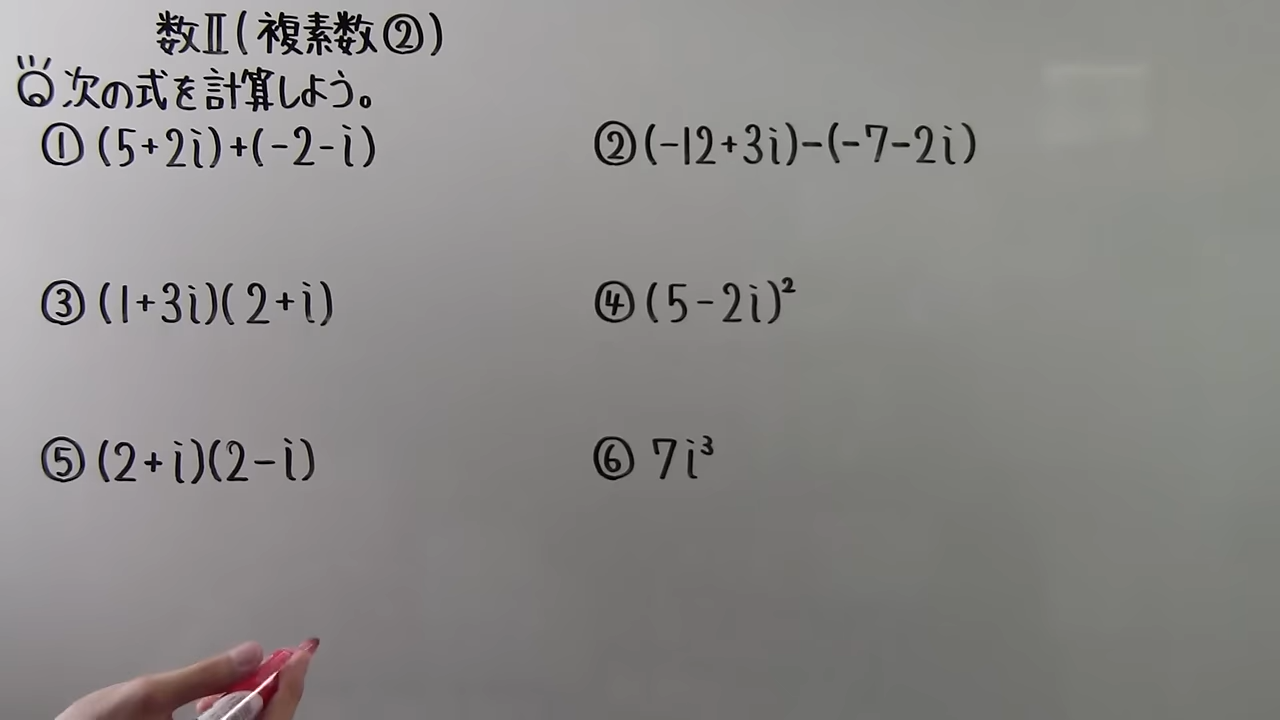 数Ⅱ(複素数②)
Q次の式を計算しよう。
①(5+2i)+(-2-i)
②(-12+3i)-(-7-2i)
③(1+3i)(2+i)
④(5-2i)²
⑤(2+i)(2-i)
⑥7i³